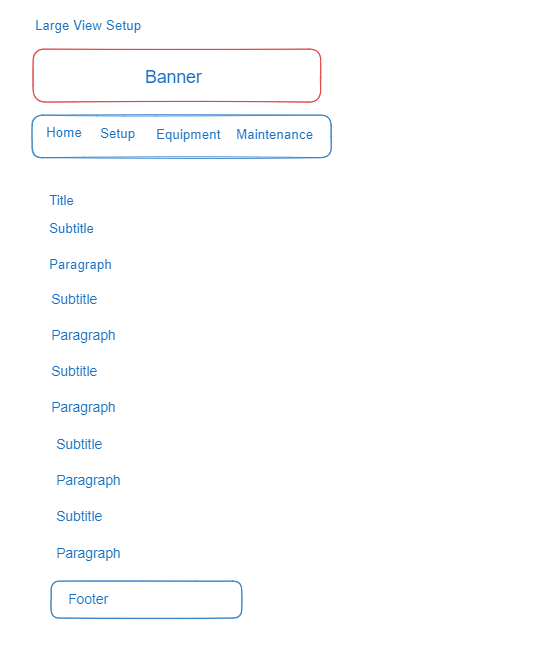 Large View Setup
Banner
Home Setup Equipment Maintenance
Title
Subtitle
Paragraph
Subtitle
Paragraph
Subtitle
Paragraph
Subtitle
Paragraph
Subtitle
Paragraph
Footer